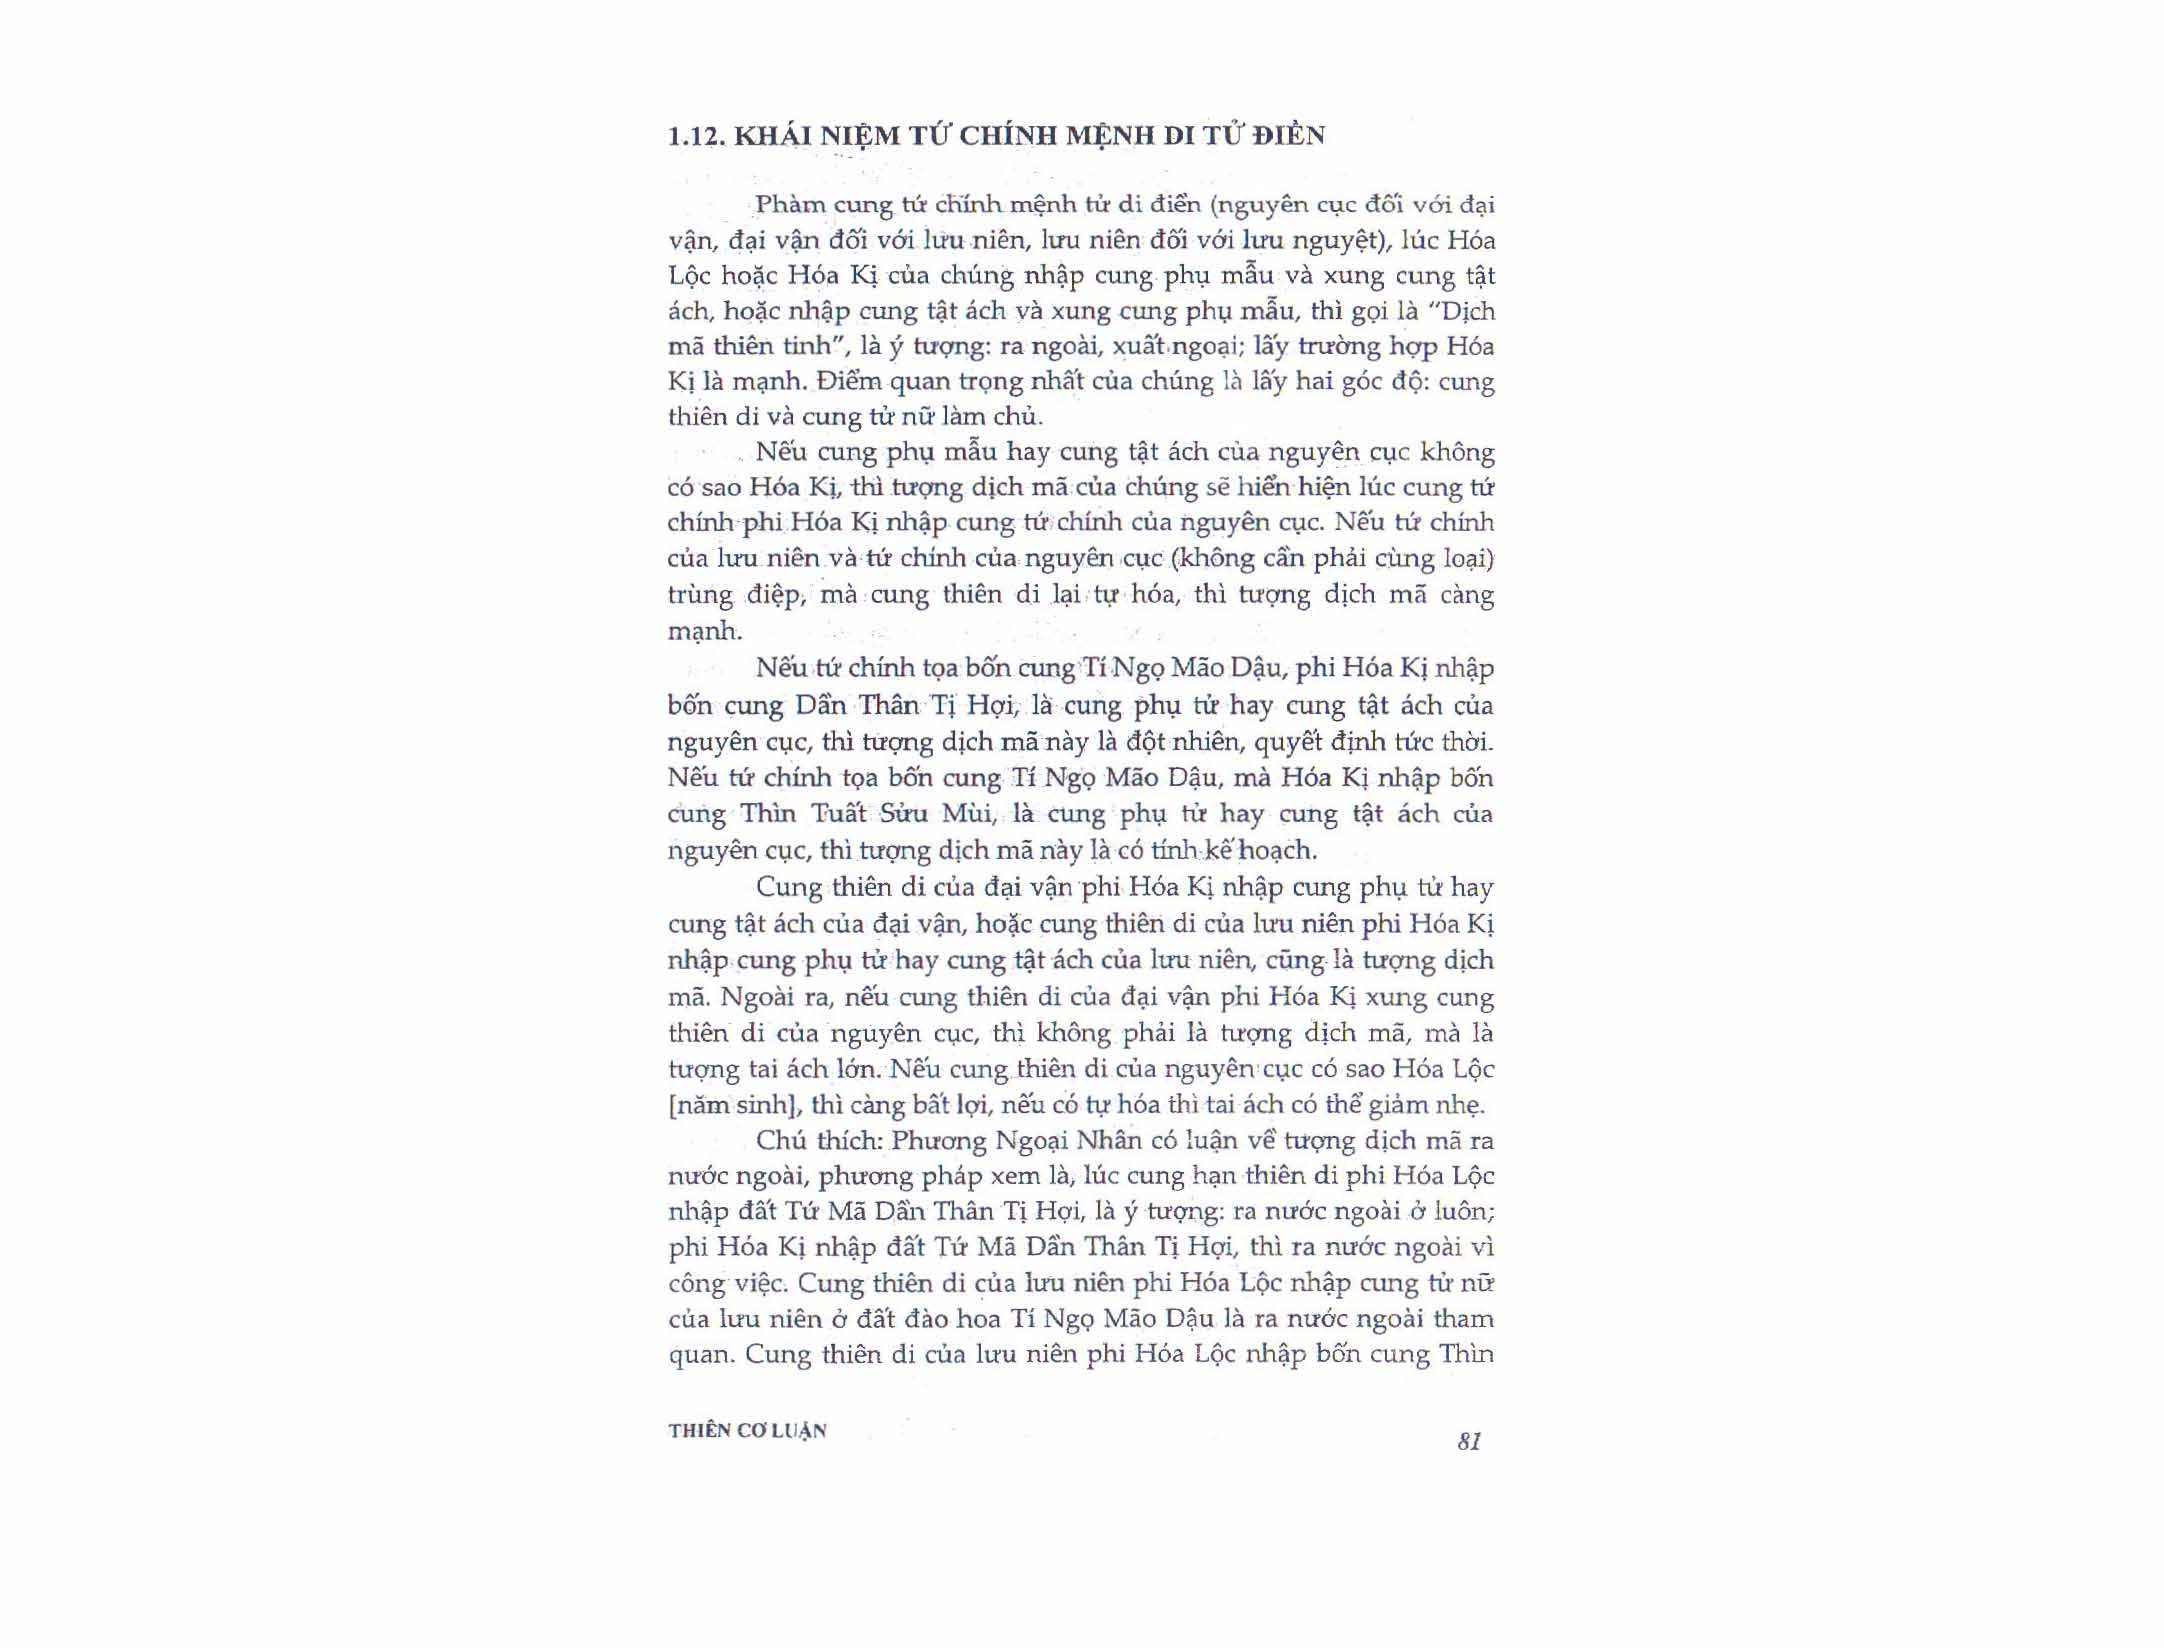 1.12. KHÁI NIỆM TỨ CHÍNH MỆNH DI TỬ ĐIỀN
Phàm cung tứ chính mệnh tử di điền (nguyên cục đối với đại
vận, đại vận đối với lưu niên, lưu niên đối với lưu nguyệt), lúc Hóa
Lộc hoặc Hóa Kị của chúng nhập cung phụ mẫu và xung cung tật
ách, hoặc nhập cung tật ách và xung cung phụ mẫu, thì gọi là "Dịch
mã thiên tinh", là ý tượng: ra ngoài, xuất ngoại; lấy trường hợp Hóa
Kị là mạnh. Điểm quan trọng nhất của chúng là lấy hai góc độ: cung
thiên di và cung tử nữ làm chủ.
Nếu cung phụ mẫu hay cung tật ách của nguyên cục không
có sao Hóa Kị, thì tượng dịch mã của chúng sẽ hiển hiện lúc cung tứ
chính phi Hóa Kị nhập cung tứ chính của nguyên cục. Nếu tứ chính
của lưu niên và tứ chính của nguyên cục (không cần phải cùng loại)
trùng điệp, mà cung thiên di lại tự hóa, thì tượng dịch mã càng
mạnh.
Nếu tứ chính tọa bốn cung Tí Ngọ Mão Dậu, phi Hóa Kị nhập
bốn cung Dần Thân Tị Hợi, là cung phụ tử hay cung tật ách của
nguyên cục, thì tượng dịch mã này là đột nhiên, quyết định tức thời.
Nếu tứ chính tọa bốn cung Tí Ngọ Mão Dậu, mà Hóa Kị nhập bốn
cung Thìn Tuất Sửu Mùi, là cung phụ tử hay cung tật ách của
nguyên cục, thì tượng dịch mã này là có tính kế hoạch.
Cung thiên di của đại vận phi Hóa Kị nhập cung phụ tử hay
cung tật ách của đại vận, hoặc cung thiên di của lưu niên phi Hóa Kị
nhập cung phụ tử hay cung tật ách của lưu niên, cũng là tượng dịch
mã. Ngoài ra, nếu cung thiên di của đại vận phi Hóa Kị xung cung
thiên di của nguyên cục, thì không phải là tượng dịch mã, mà là
tượng tai ách lớn. Nếu cung thiên di của nguyên cục có sao Hóa Lộc
[năm sinh], thì càng bất lợi, nếu có tự hóa thì tai ách có thể giảm nhẹ.
Chú thích: Phương Ngoại Nhân có luận về tượng dịch mã ra
nước ngoài, phương pháp xem là, lúc cung hạn thiên di phi Hóa Lộc
nhập đất Tứ Mã Dần Thân Tị Hợi, là ý tượng: ra nước ngoài ở luôn;
phi Hóa Kị nhập đất Tứ Mã Dần Thân Tị Hợi, thì ra nước ngoài vì
công việc. Cung thiên di của lưu niên phi Hóa Lộc nhập cung tử nữ
của lưu niên ở đất đào hoa Tí Ngọ Mão Dậu là ra nước ngoài tham
quan. Cung thiên di của lưu niên phi Hóa Lộc nhập bốn cung Thìn
THIÊN CƠ LUẬN
81